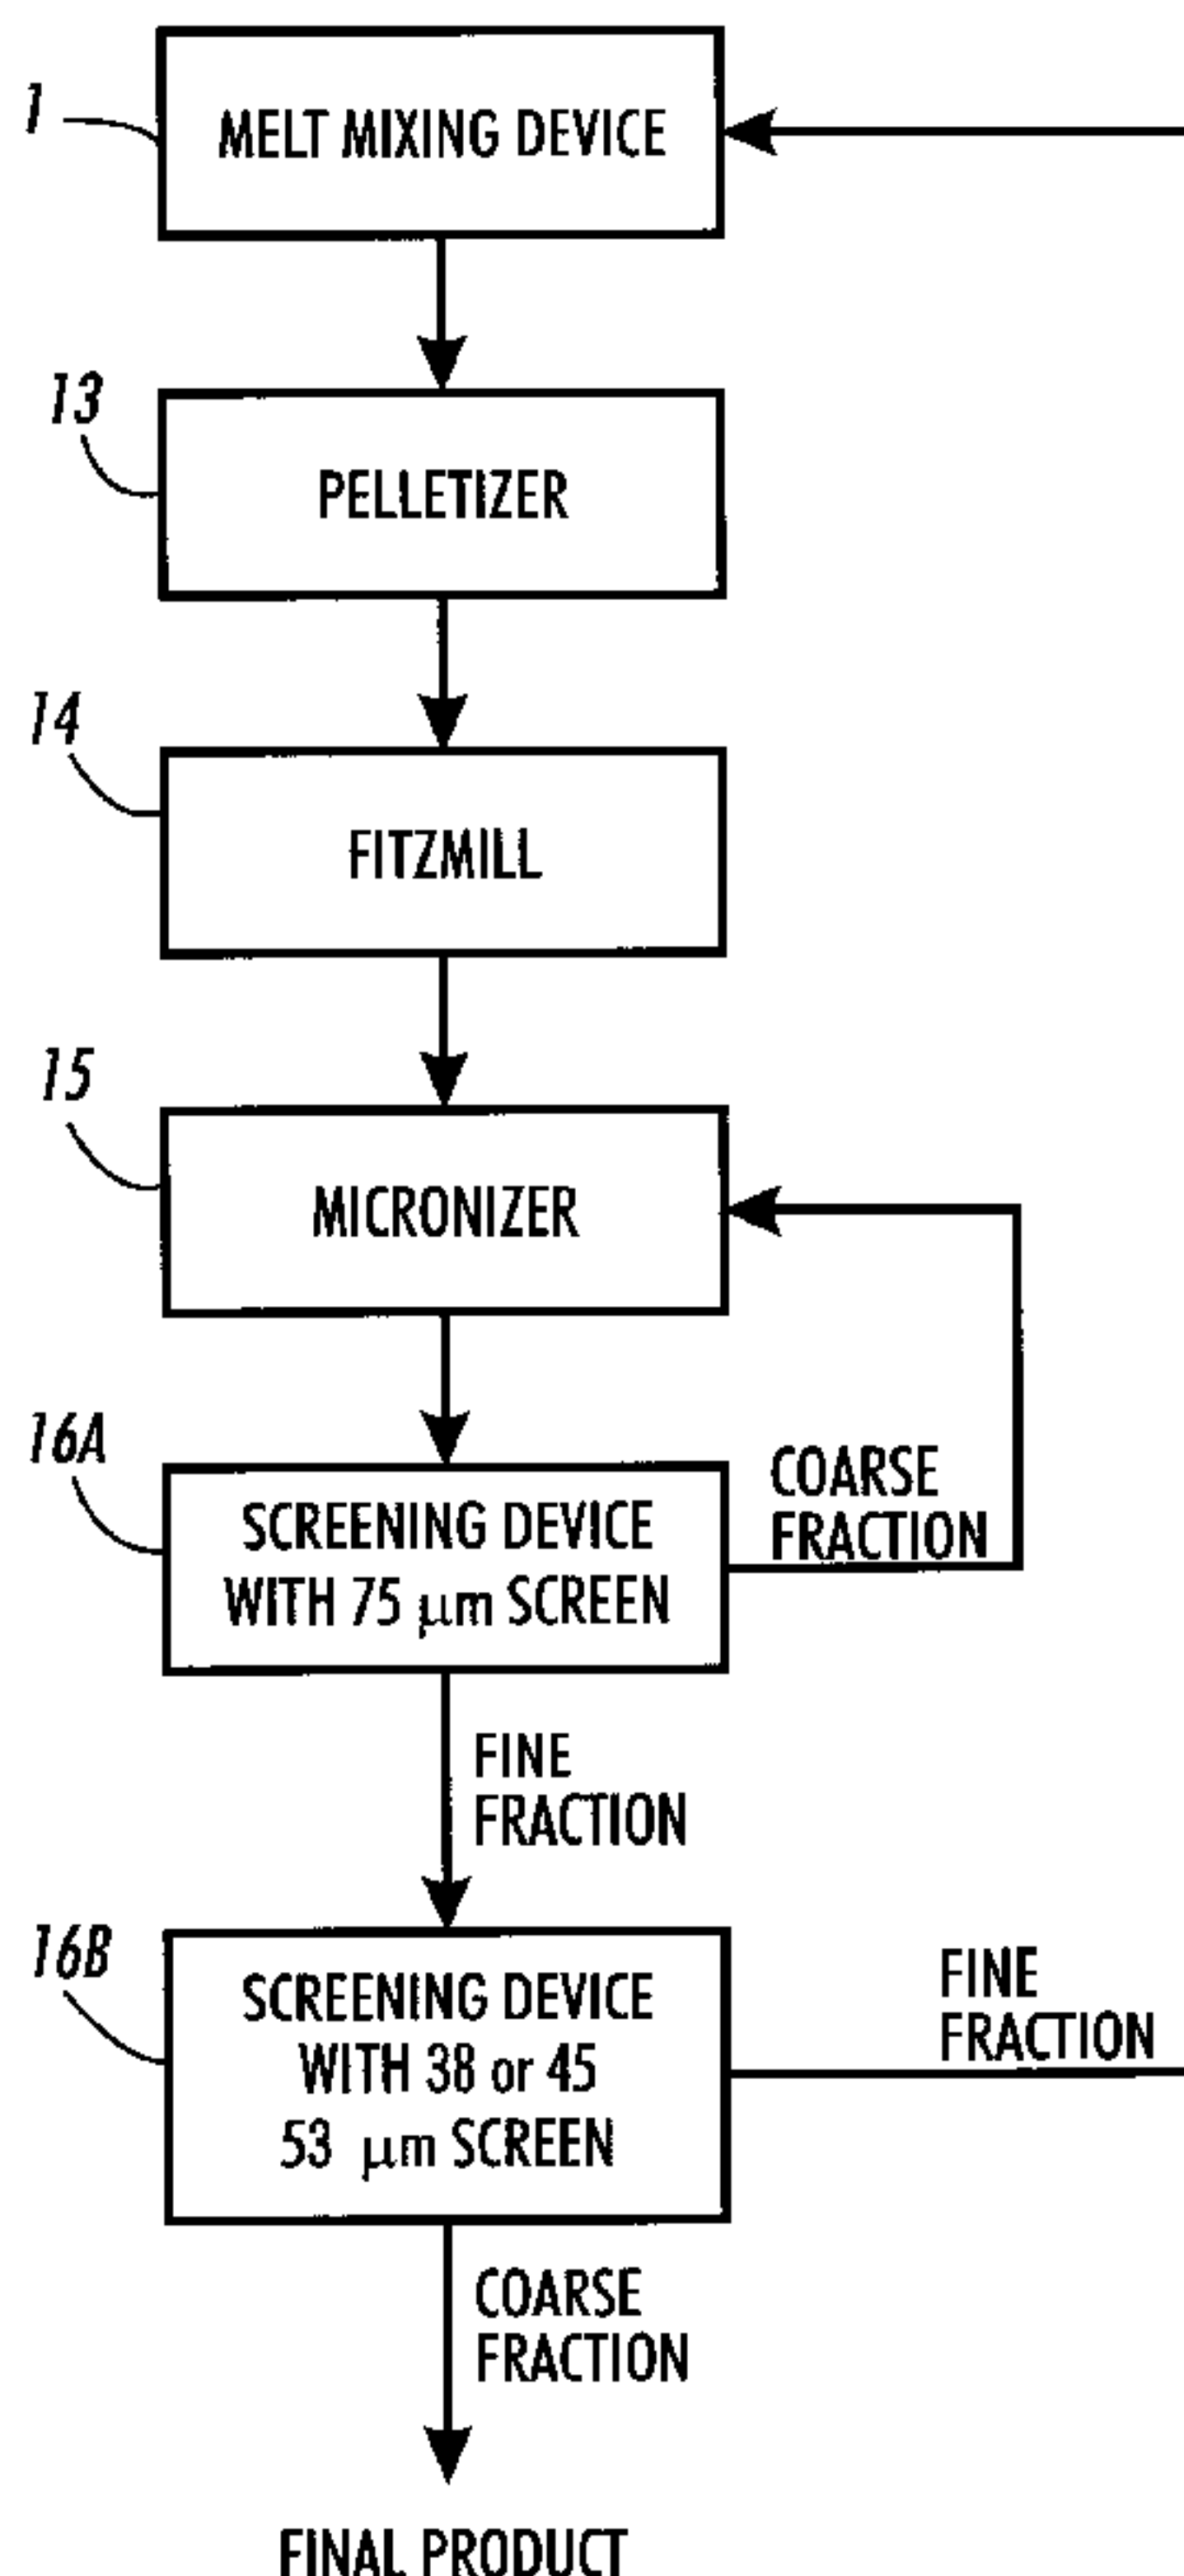 1
MELT MIXING DEVICE
13
PELLETIZER
14
FITZMILL
15
MICRONIZER
16A
SCREENING DEVICE
WITH 75 μm SCREEN
COARSE
FRACTION
FINE
FRACTION
16B
SCREENING DEVICE
WITH 38 or 45
53 μm SCREEN
FINE
FRACTION
COARSE
FRACTION
FINAL PRODUCT